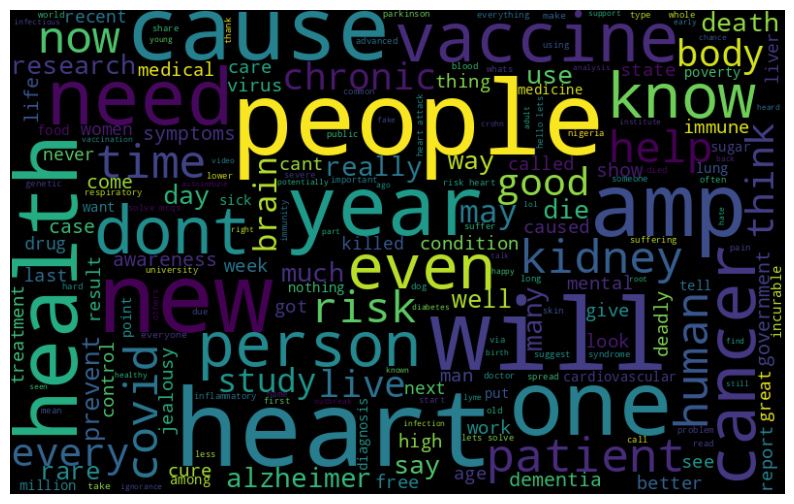 world
recent
infectious
young
share
thank
cause
everything
parkinson
make
using
support
advanced
type
whats
whole
early
chance
vaccine
death
now
research
medical
care
virus
blood
common
chronic
thing
use
medicine
state
poverty
body
liver
life
need
people
know
food
women
symptoms
public
fake
heart attack
crohn
adult
hello lets
analysis
nigeria
institute
heard
back
immune
never
vaccination
video
time
cant
really
way
called
help
sugar
show
lung
died
someone
often
genetic
respiratory
lower
autoimmune
severe
come
brain
potentially
important
ago
risk heart
good
think
want
solve mcqs
sick
immunity
year
may
die
lol
hate
amp
day
dont
right
part
suffer
case
drug
killed
condition
caused
suffering
pain
health
awareness
week
even
kidney
last
university
nothing
dog
happy
long
talk
root
mental
tell
government
incurable
hard
result
much
diabetes
skin
risk
got
well
many
look
give
deadly
treatment
point
due
everyone
new
will
human
cancer
find
seen
healthy
person
known
via
birth
suggest
syndrome
still
prevent
control
covid
jealousy
study
live
next
man
doctor
spread
cardiovascular
great
mean
inflammatory
first
outbreak
start
lyme
put
old
less
heart
one
work
call
problem
every
infection
lets solve
read
report
rare
cure
among
diagnosis
high
say
patient
see
million
take
ignorance
alzheimer
free
age
dementia
better